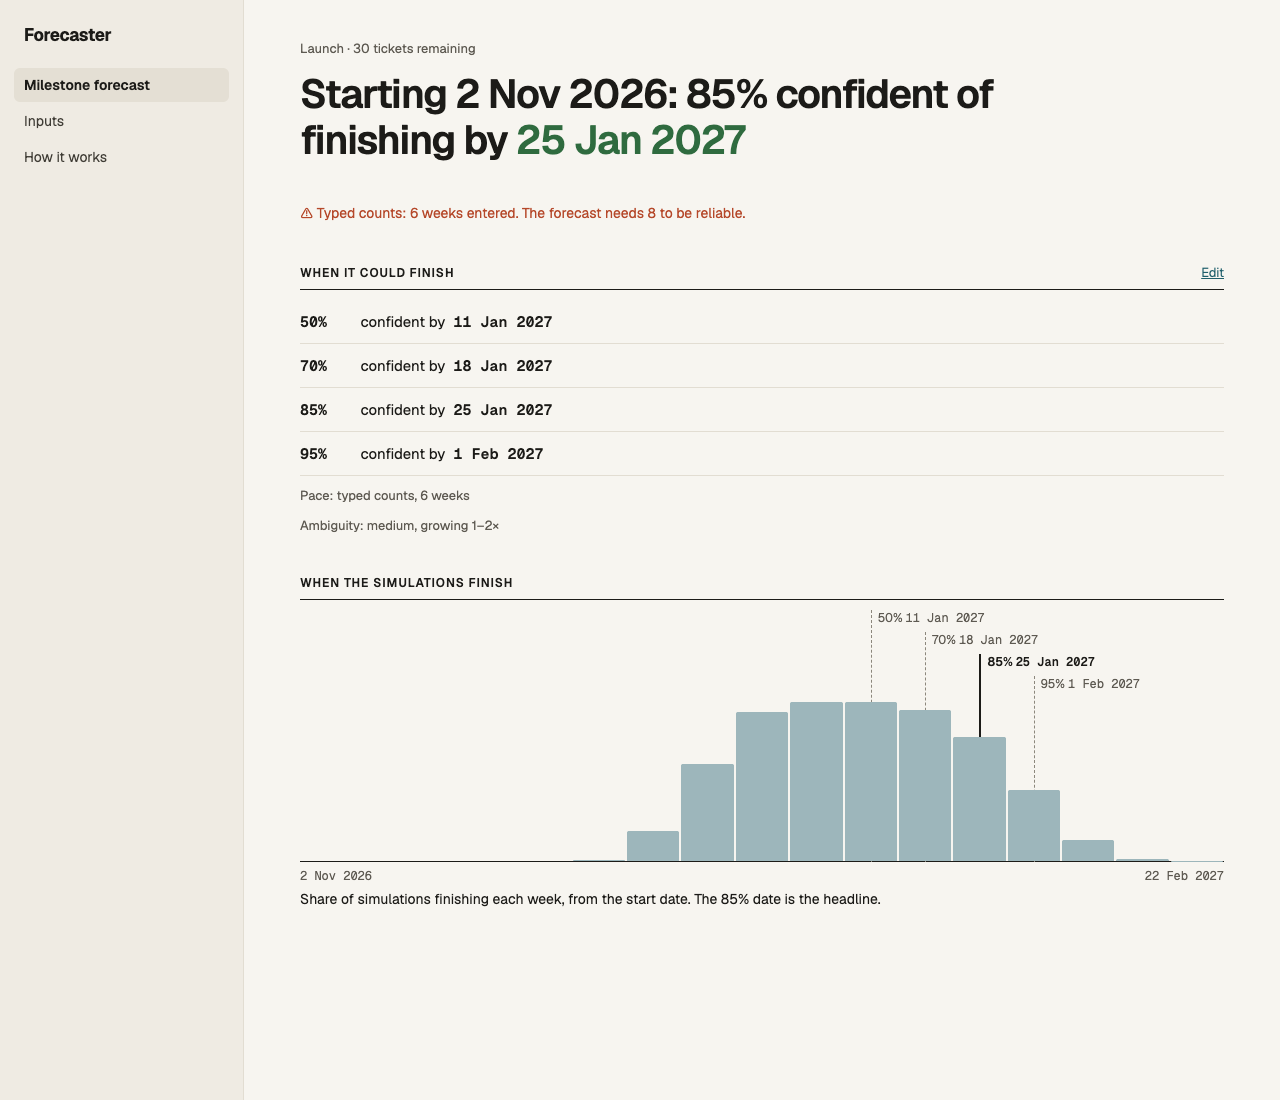 Forecaster
Milestone forecast
Inputs
How it works
Launch · 30 tickets remaining
Starting 2 Nov 2026: 85% confident of
finishing by 25 Jan 2027
⚠ Typed counts: 6 weeks entered. The forecast needs 8 to be reliable.
WHEN IT COULD FINISH Edit
50% confident by 11 Jan 2027
70% confident by 18 Jan 2027
85% confident by 25 Jan 2027
95% confident by 1 Feb 2027
Pace: typed counts, 6 weeks
Ambiguity: medium, growing 1–2×
WHEN THE SIMULATIONS FINISH
50% 11 Jan 2027
70% 18 Jan 2027
85% 25 Jan 2027
95% 1 Feb 2027
2 Nov 2026 22 Feb 2027
Share of simulations finishing each week, from the start date. The 85% date is the headline.